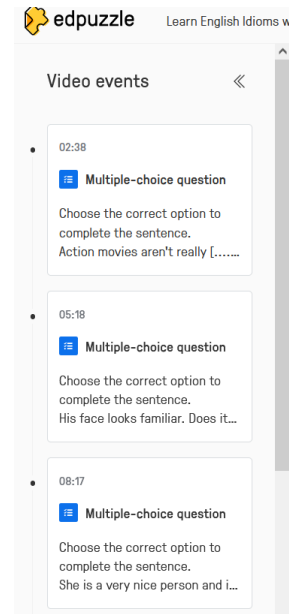 edpuzzle
Learn English Idioms w
Video events
02:38
Multiple-choice question
Choose the correct option to
complete the sentence.
Action movies aren't really [.......
05:18
Multiple-choice question
Choose the correct option to
complete the sentence.
His face looks familiar. Does it...
08:17
Multiple-choice question
Choose the correct option to
complete the sentence.
She is a very nice person and i...